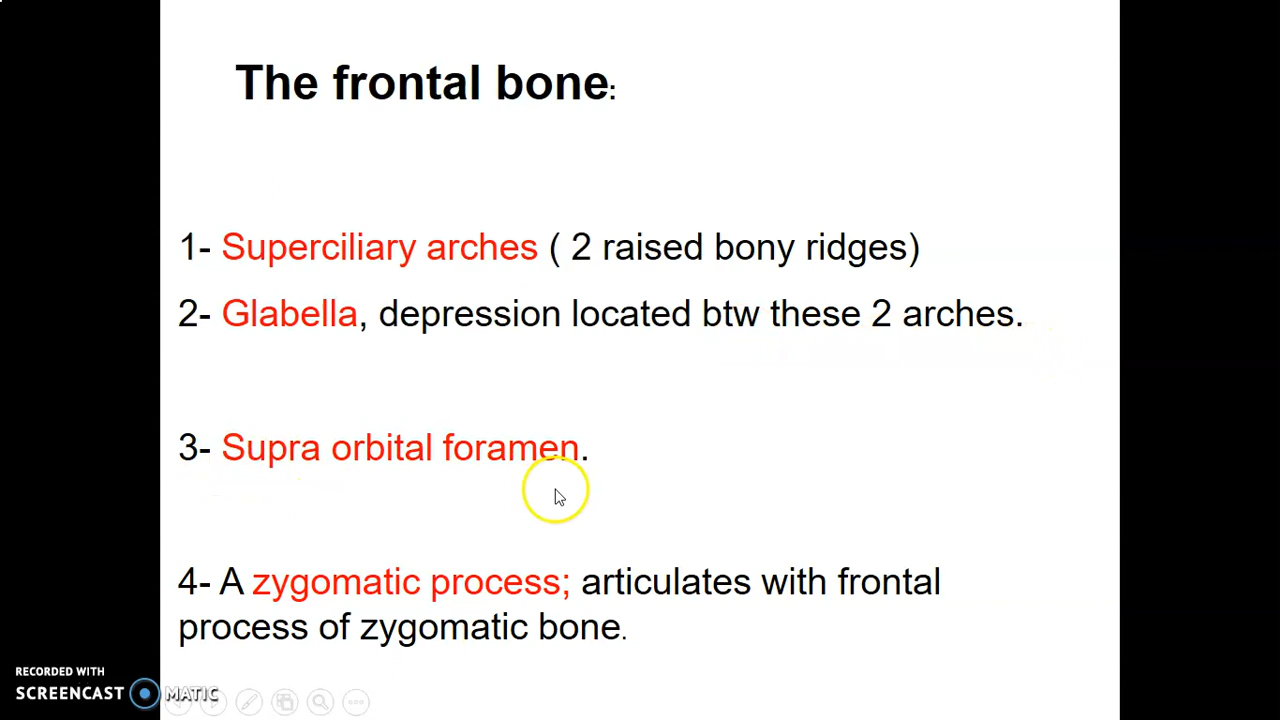 The frontal bone:
1- Superciliary arches ( 2 raised bony ridges)
2- Glabella, depression located btw these 2 arches.
3- Supra orbital foramen.
4- A zygomatic process; articulates with frontal
process of zygomatic bone.
RECORDED WITH
SCREENCAST MATIC